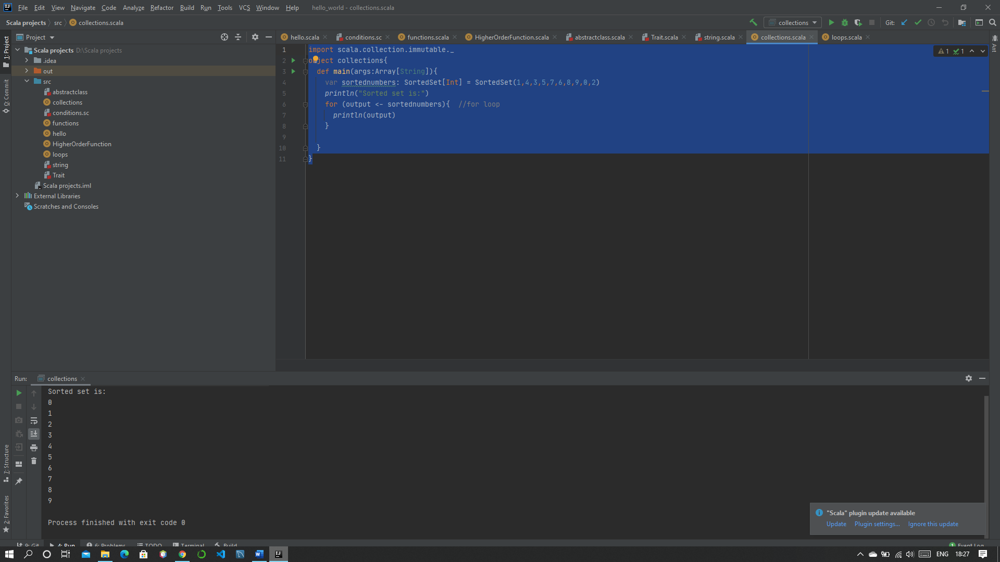 File Edit View Navigate Code Analyze Refactor Build Run Tools VCS Window Help hello_world - collections.scala
Scala projects src collections.scala
collections Git:
Project
hello.scala conditions.sc functions.scala HigherOrderFunction.scala abstractclass.scala Trait.scala string.scala collections.scala loops.scala
1: Project
0: Commit
7: Structure
2: Favorites
Ant
Scala projects D:\Scala projects
.idea
out
src
abstractclass
collections
conditions.sc
functions
hello
HigherOrderFunction
loops
string
Trait
Scala projects.iml
External Libraries
Scratches and Consoles
1 import scala.collection.immutable._
2 object collections{
3 def main(args:Array[String]){
4 var sortednumbers: SortedSet[Int] = SortedSet(1,4,3,5,7,6,8,9,0,2)
5 println("Sorted set is:")
6 for (output <- sortednumbers){ //for loop
7 println(output)
8 }
9
10 }
11 }
1 1
Run: collections
Sorted set is:
0
1
2
3
4
5
6
7
8
9
Process finished with exit code 0
"Scala" plugin update available
Update Plugin settings... Ignore this update
9: Git 4: Run 6: Problems TODO Terminal Build 1 Event Log
ENG 18:27